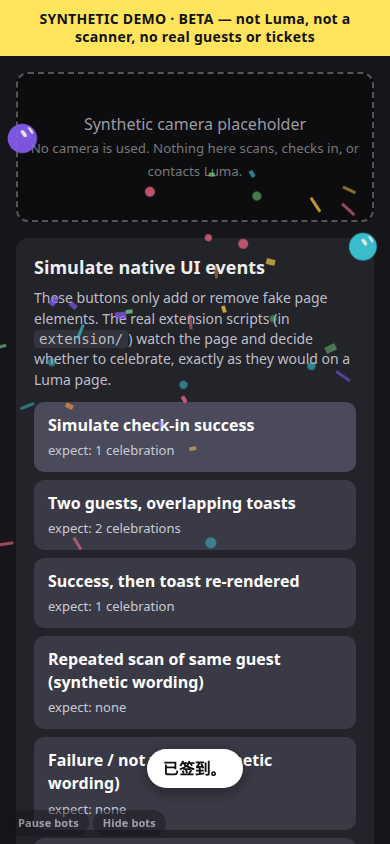 SYNTHETIC DEMO · BETA — not Luma, not a
scanner, no real guests or tickets
Synthetic camera placeholder
No camera is used. Nothing here scans, checks in, or
contacts Luma.
Simulate native UI events
These buttons only add or remove fake page
elements. The real extension scripts (in
extension/ ) watch the page and decide
whether to celebrate, exactly as they would on a
Luma page.
Simulate check-in success
expect: 1 celebration
Two guests, overlapping toasts
expect: 2 celebrations
Success, then toast re-rendered
expect: 1 celebration
Repeated scan of same guest
(synthetic wording)
expect: none
Failure / not
wording)
已签到。
expect: none
Pause bots
Hide bots